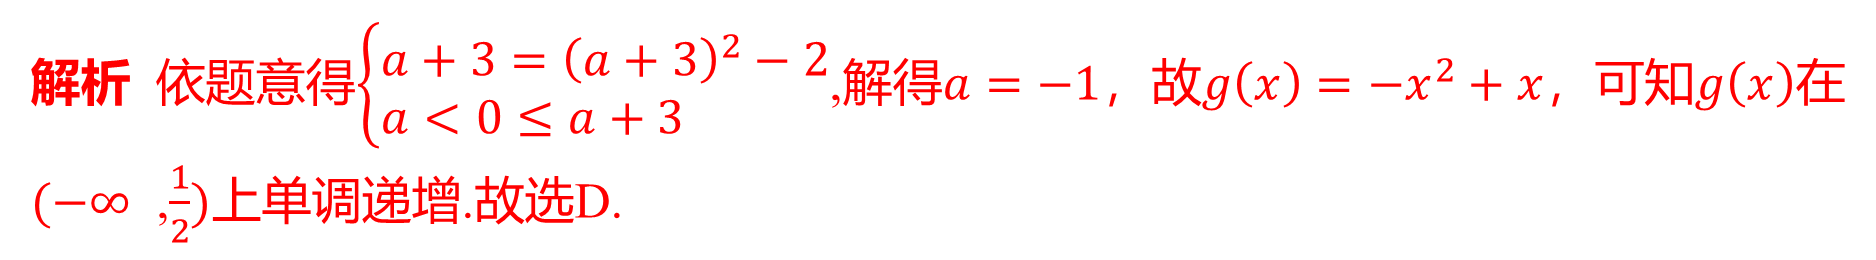 解析 依题意得{a + 3 = (a + 3)² − 2, a < 0 ≤ a + 3 ,解得a = −1，故g(x) = −x² + x，可知g(x)在
(−∞ ,1/2)上单调递增.故选D.